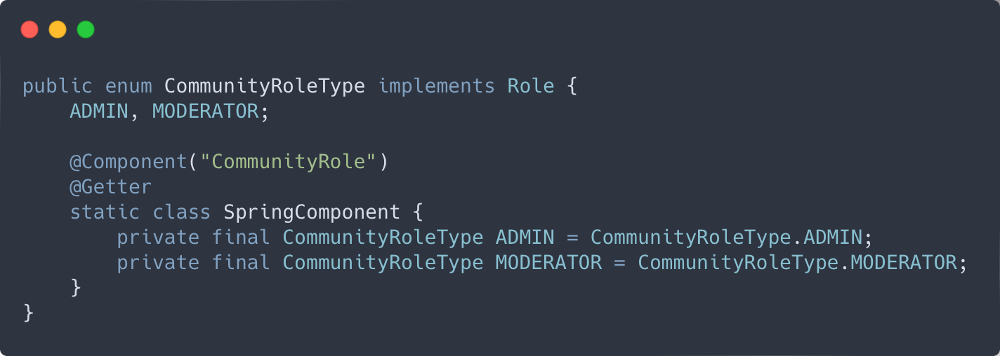 public enum CommunityRoleType implements Role {
    ADMIN, MODERATOR;

    @Component("CommunityRole")
    @Getter
    static class SpringComponent {
        private final CommunityRoleType ADMIN = CommunityRoleType.ADMIN;
        private final CommunityRoleType MODERATOR = CommunityRoleType.MODERATOR;
    }
}